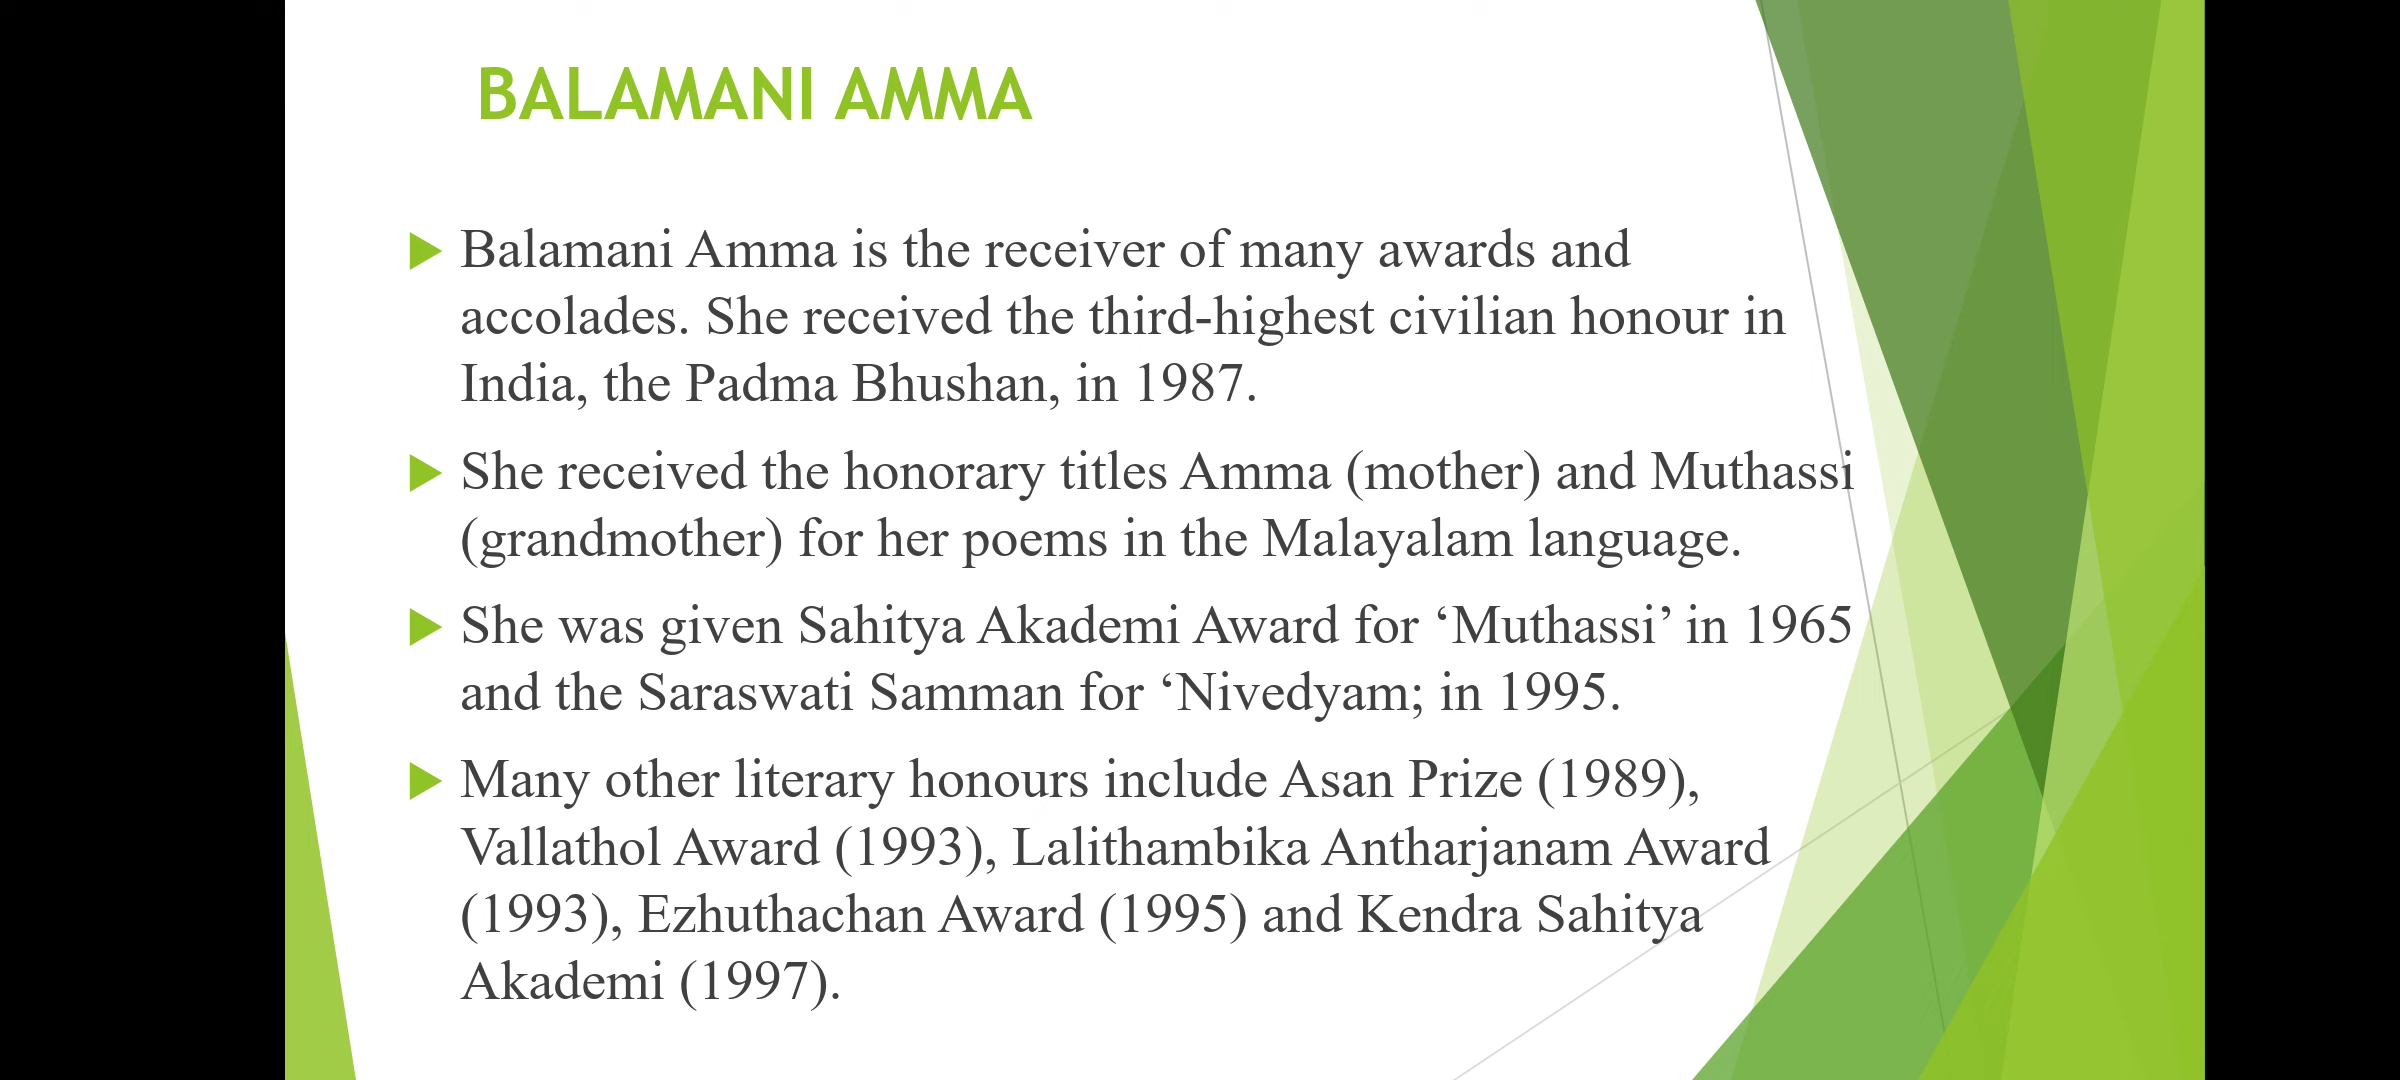 BALAMANI AMMA
Balamani Amma is the receiver of many awards and
accolades. She received the third-highest civilian honour in
India, the Padma Bhushan, in 1987.
She received the honorary titles Amma (mother) and Muthassi
(grandmother) for her poems in the Malayalam language.
She was given Sahitya Akademi Award for ‘Muthassi’ in 1965
and the Saraswati Samman for ‘Nivedyam; in 1995.
Many other literary honours include Asan Prize (1989),
Vallathol Award (1993), Lalithambika Antharjanam Award
(1993), Ezhuthachan Award (1995) and Kendra Sahitya
Akademi (1997).